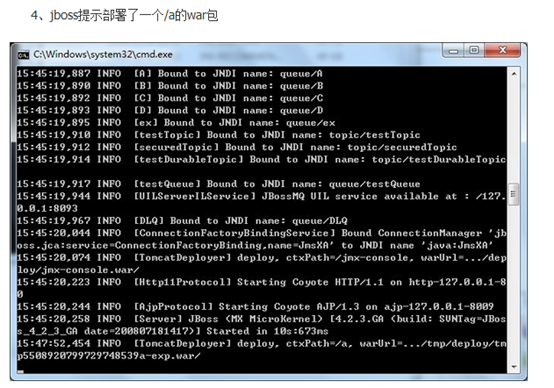 4、jboss提示部署了一个/a的war包
C:\Windows\system32\cmd.exe
15:45:19,887 INFO [A] Bound to JNDI name: queue/A
15:45:19,890 INFO [B] Bound to JNDI name: queue/B
15:45:19,892 INFO [C] Bound to JNDI name: queue/C
15:45:19,893 INFO [D] Bound to JNDI name: queue/D
15:45:19,895 INFO [ex] Bound to JNDI name: queue/ex
15:45:19,910 INFO [testTopic] Bound to JNDI name: topic/testTopic
15:45:19,912 INFO [securedTopic] Bound to JNDI name: topic/securedTopic
15:45:19,914 INFO [testDurableTopic] Bound to JNDI name: topic/testDurableTopic
15:45:19,917 INFO [testQueue] Bound to JNDI name: queue/testQueue
15:45:19,944 INFO [UILServerILService] JBossMQ UIL service available at : /127.
0.0.1:8093
15:45:19,967 INFO [DLQ] Bound to JNDI name: queue/DLQ
15:45:20,044 INFO [ConnectionFactoryBindingService] Bound ConnectionManager 'jb
oss.jca:service=ConnectionFactoryBinding,name=JmsXA' to JNDI name 'java:JmsXA'
15:45:20,074 INFO [TomcatDeployer] deploy, ctxPath=/jmx-console, warUrl=.../dep
loy/jmx-console.war/
15:45:20,223 INFO [Http11Protocol] Starting Coyote HTTP/1.1 on http-127.0.0.1-8
0
15:45:20,244 INFO [AjpProtocol] Starting Coyote AJP/1.3 on ajp-127.0.0.1-8009
15:45:20,258 INFO [Server] JBoss (MX MicroKernel) [4.2.3.GA (build: SUNTag=JBos
s_4_2_3_GA date=200807181417)] Started in 10s:673ms
15:47:52,454 INFO [TomcatDeployer] deploy, ctxPath=/a, warUrl=.../tmp/deploy/tm
p5508920799729748539a-exp.war/